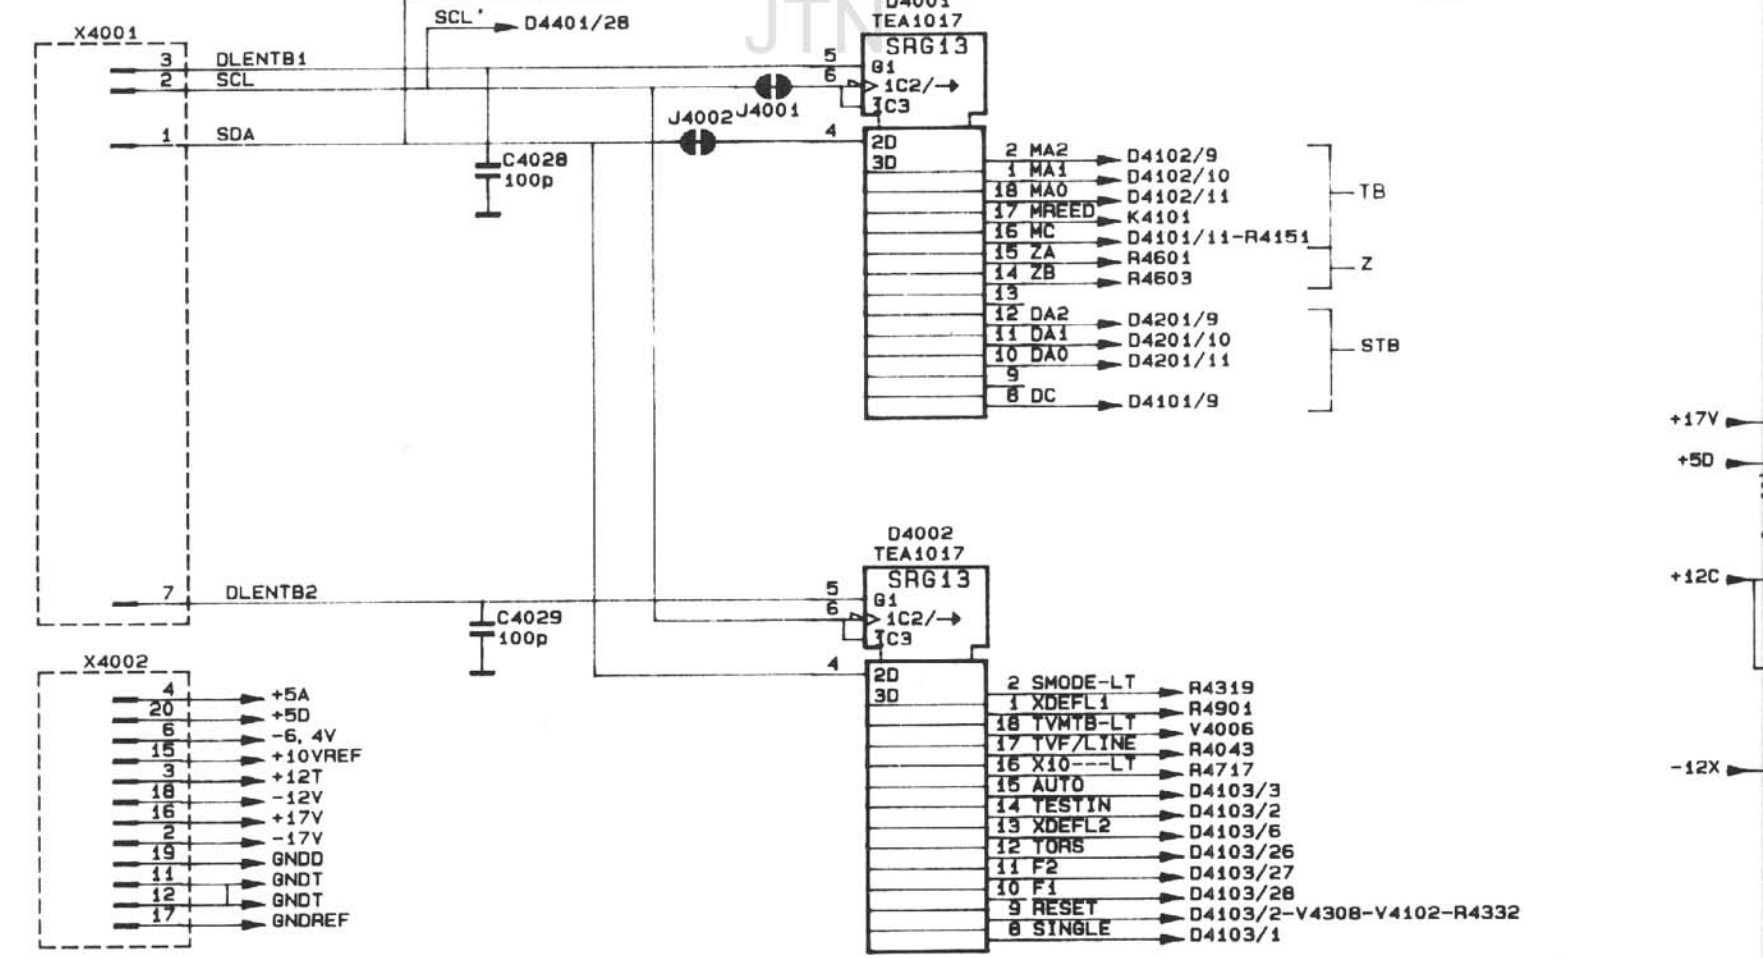 SCL'
D4401/28
JTN
D4001
TEA1017
X4001
SRG13
3 DLENTB1
2 SCL
1 SDA
5 G1
6 1C2/→
1C3
J4001
J4002
4 2D
3D
C4028
100p
2 MA2 D4102/9
1 MA1 D4102/10
18 MA0 D4102/11
17 MREED K4101
16 MC D4101/11-R4151
TB
15 ZA R4601
14 ZB R4603
Z
13
12 DA2 D4201/9
11 DA1 D4201/10
10 DA0 D4201/11
9
8 DC D4101/9
STB
+17V
+5D
+12C
-12X
D4002
TEA1017
SRG13
7 DLENTB2
5 G1
6 1C2/→
1C3
C4029
100p
4 2D
3D
X4002
4 +5A
20 +5D
6 -6,4V
15 +10VREF
3 +12T
18 -12V
16 +17V
2 -17V
19 GNDD
11 GNDT
12 GNDT
17 GNDREF
2 SMODE-LT R4319
1 XDEFL1 R4901
18 TVMTB-LT V4006
17 TVF/LINE R4043
16 X10---LT R4717
15 AUTO D4103/3
14 TESTIN D4103/2
13 XDEFL2 D4103/6
12 TORS D4103/26
11 F2 D4103/27
10 F1 D4103/28
9 RESET D4103/2-V4308-V4102-R4332
8 SINGLE D4103/1